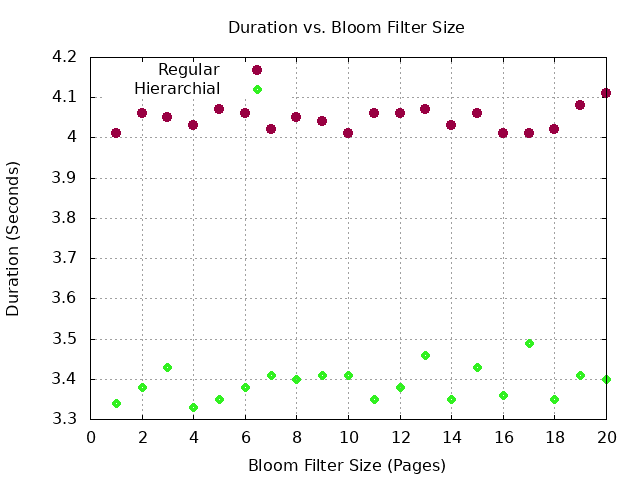 Duration vs. Bloom Filter Size
Regular
Hierarchial
4.2
4.1
4
3.9
3.8
3.7
3.6
3.5
3.4
3.3
Duration (Seconds)
0 2 4 6 8 10 12 14 16 18 20
Bloom Filter Size (Pages)